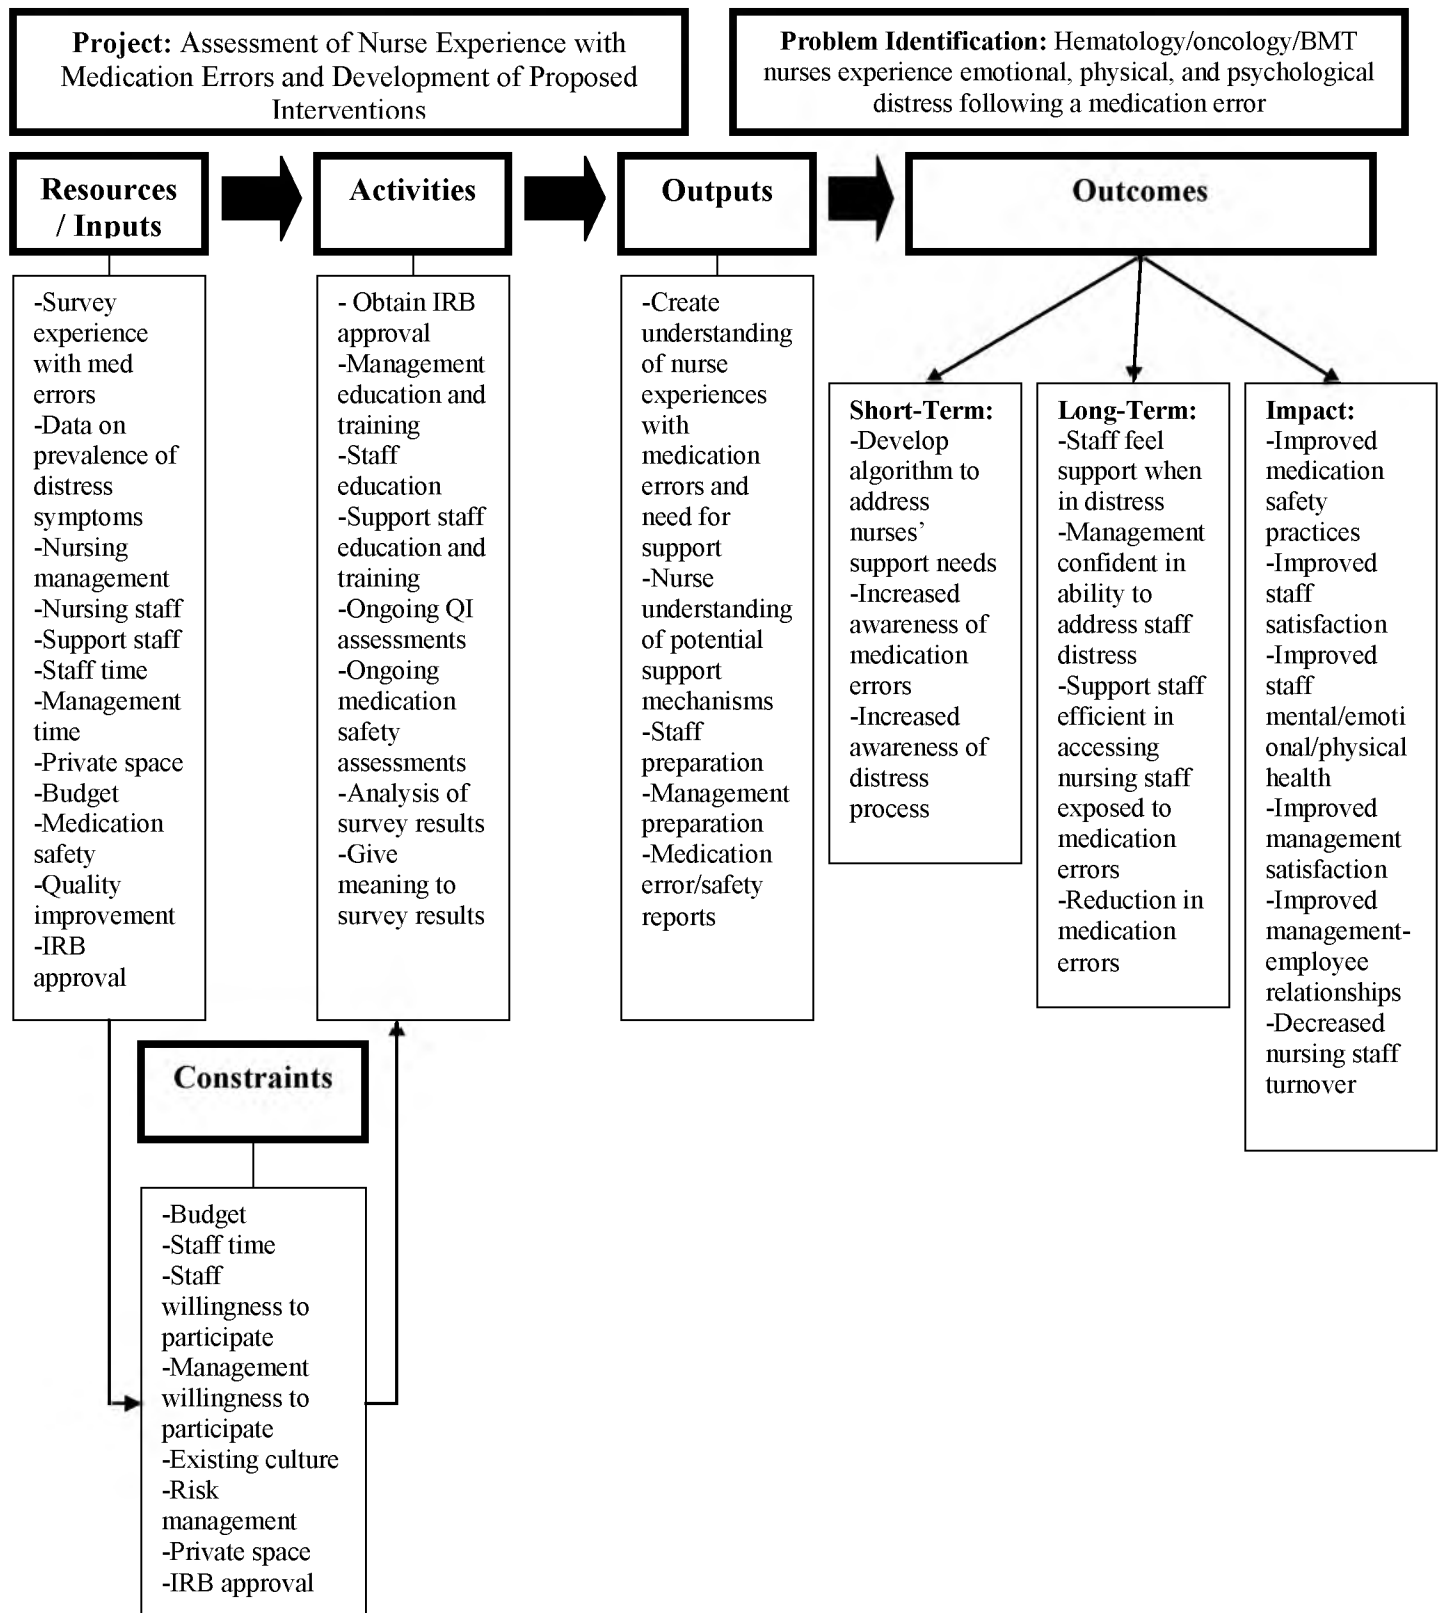 Project: Assessment of Nurse Experience with
Medication Errors and Development of Proposed
Interventions
Problem Identification: Hematology/oncology/BMT
nurses experience emotional, physical, and psychological
distress following a medication error
Resources
/ Inputs
Activities
Outputs
Outcomes
-Survey
experience
with med
errors
-Data on
prevalence of
distress
symptoms
-Nursing
management
-Nursing staff
-Support staff
-Staff time
-Management
time
-Private space
-Budget
-Medication
safety
-Quality
improvement
-IRB
approval
- Obtain IRB
approval
-Management
education and
training
-Staff
education
-Support staff
education and
training
-Ongoing QI
assessments
-Ongoing
medication
safety
assessments
-Analysis of
survey results
-Give
meaning to
survey results
-Create
understanding
of nurse
experiences
with
medication
errors and
need for
support
-Nurse
understanding
of potential
support
mechanisms
-Staff
preparation
-Management
preparation
-Medication
error/safety
reports
Short-Term:
-Develop
algorithm to
address
nurses’
support needs
-Increased
awareness of
medication
errors
-Increased
awareness of
distress
process
Long-Term:
-Staff feel
support when
in distress
-Management
confident in
ability to
address staff
distress
-Support staff
efficient in
accessing
nursing staff
exposed to
medication
errors
-Reduction in
medication
errors
Impact:
-Improved
medication
safety
practices
-Improved
staff
satisfaction
-Improved
staff
mental/emoti
onal/physical
health
-Improved
management
satisfaction
-Improved
management-
employee
relationships
-Decreased
nursing staff
turnover
Constraints
-Budget
-Staff time
-Staff
willingness to
participate
-Management
willingness to
participate
-Existing culture
-Risk
management
-Private space
-IRB approval